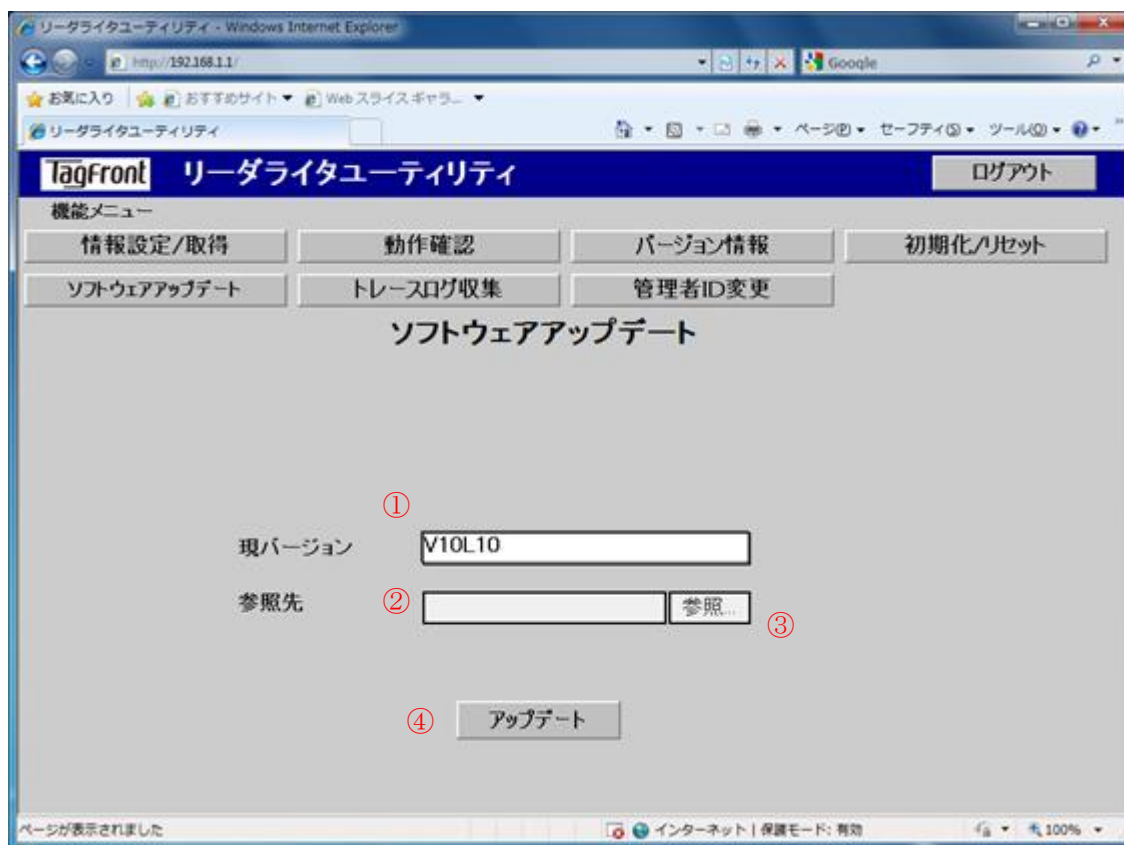 リーダライタユーティリティ - Windows Internet Explorer
http://192.168.1.1/
Google
お気に入り おすすめサイト Web スライス ギャラ...
リーダライタユーティリティ
ページ(P) セーフティ(S) ツール(O)
TagFront リーダライタユーティリティ ログアウト
機能メニュー
情報設定/取得 動作確認 バージョン情報 初期化/リセット
ソフトウェアアップデート トレースログ収集 管理者ID変更
ソフトウェアアップデート
①
現バージョン V10L10
参照先 ② 参照... ③
④ アップデート
ページが表示されました インターネット | 保護モード: 有効 100%